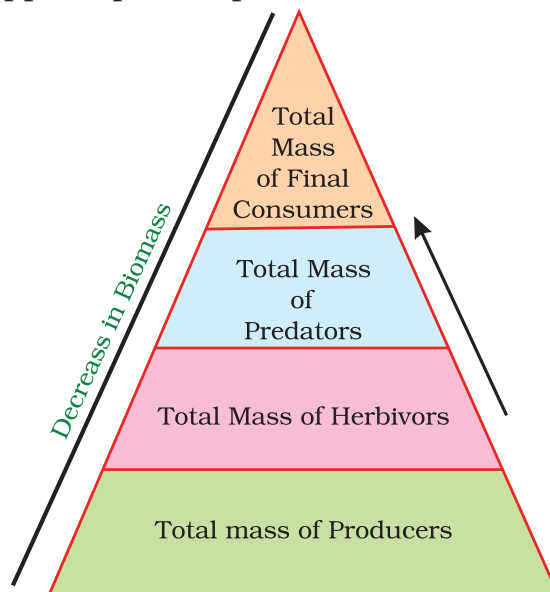 Total
Mass
of Final
Consumers
Decreass in Biomass
Total Mass
of
Predators
Total Mass of Herbivors
Total mass of Producers